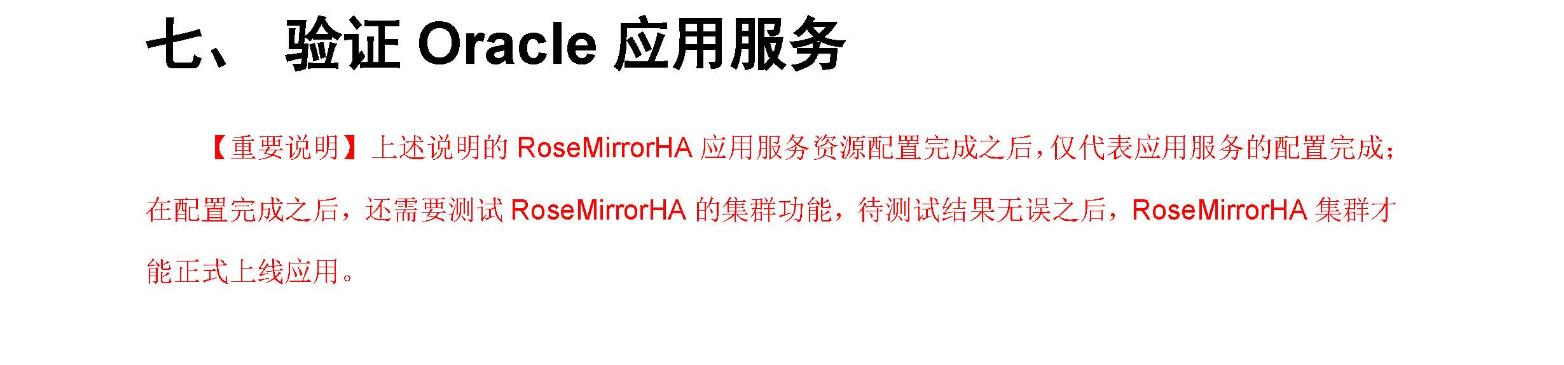 七、 验证 Oracle 应用服务
【重要说明】上述说明的 RoseMirrorHA 应用服务资源配置完成之后，仅代表应用服务的配置完成；
在配置完成之后，还需要测试 RoseMirrorHA 的集群功能，待测试结果无误之后，RoseMirrorHA 集群才
能正式上线应用。